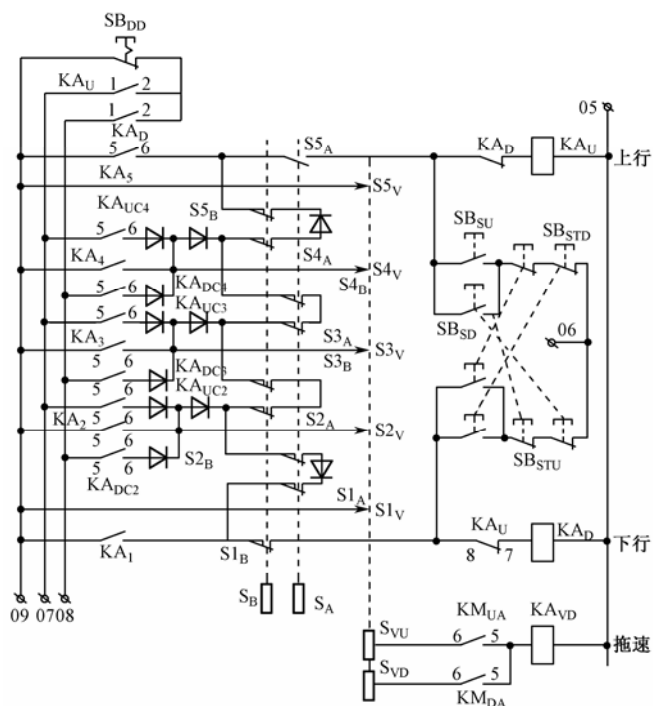 SB_DD
KA_U 1 2
1 2
KA_D
5 6
S5_A
KA_D KA_U
05
上行
KA_5
S5_V
KA_UC4
S5_B
5 6
S4_A
SB_SU
SB_STD
KA_4
S4_V
KA_DC4
S4_B
5 6
KA_UC3
5 6
SB_SD
06
KA_3
S3_A
S3_V
S3_B
5 6
KA_DC3
KA_UC2
5 6
KA_2
S2_A
5 6
S2_V
5 6
S2_B
SB_STU
KA_DC2
S1_A
S1_V
KA_1
S1_B
KA_U
8 7
KA_D
下行
09 07 08
S_B
S_A
S_VU
KM_UA
6 5
KA_VD
拖速
S_VD
6 5
KM_DA